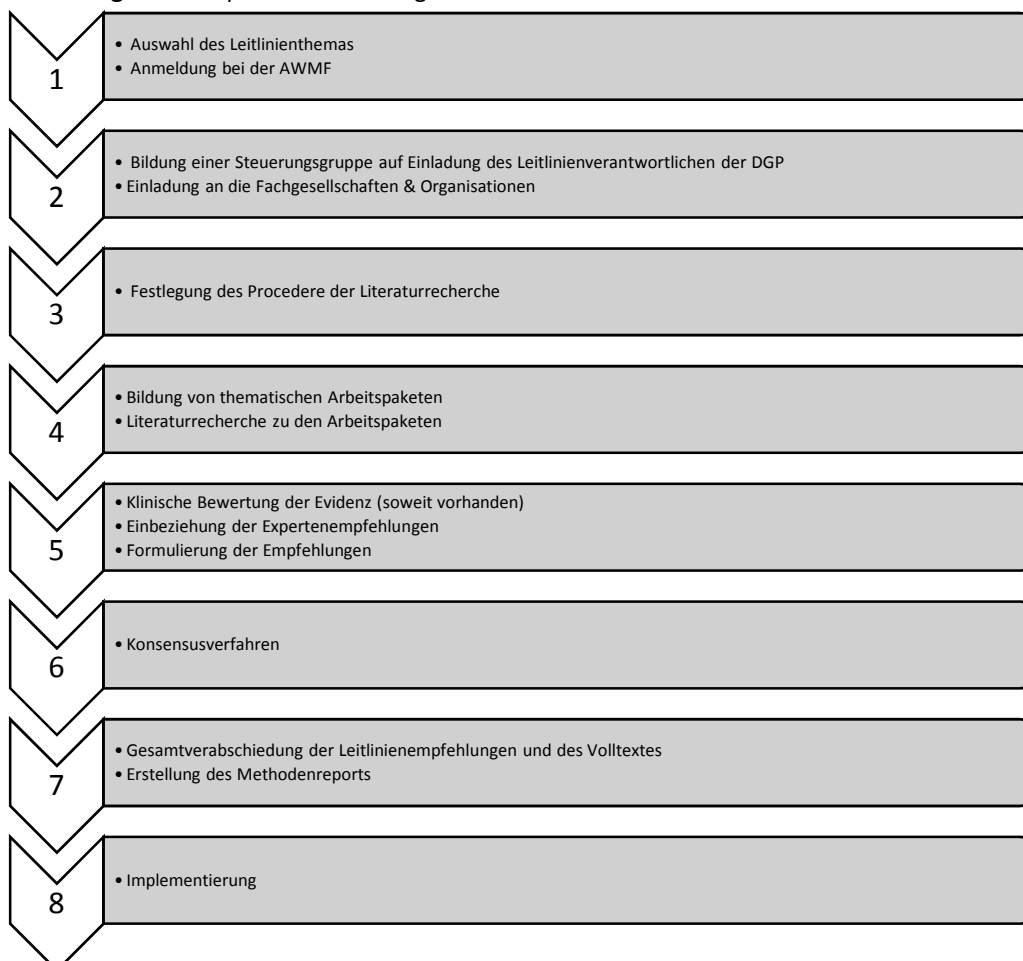 1
• Auswahl des Leitlinienthemas
• Anmeldung bei der AWMF
2
• Bildung einer Steuerungsgruppe auf Einladung des Leitlinienverantwortlichen der DGP
• Einladung an die Fachgesellschaften & Organisationen
3
• Festlegung des Procedere der Literaturrecherche
4
• Bildung von thematischen Arbeitspaketen
• Literaturrecherche zu den Arbeitspaketen
5
• Klinische Bewertung der Evidenz (soweit vorhanden)
• Einbeziehung der Expertenempfehlungen
• Formulierung der Empfehlungen
6
• Konsensusverfahren
7
• Gesamtverabschiedung der Leitlinienempfehlungen und des Volltextes
• Erstellung des Methodenreports
8
• Implementierung